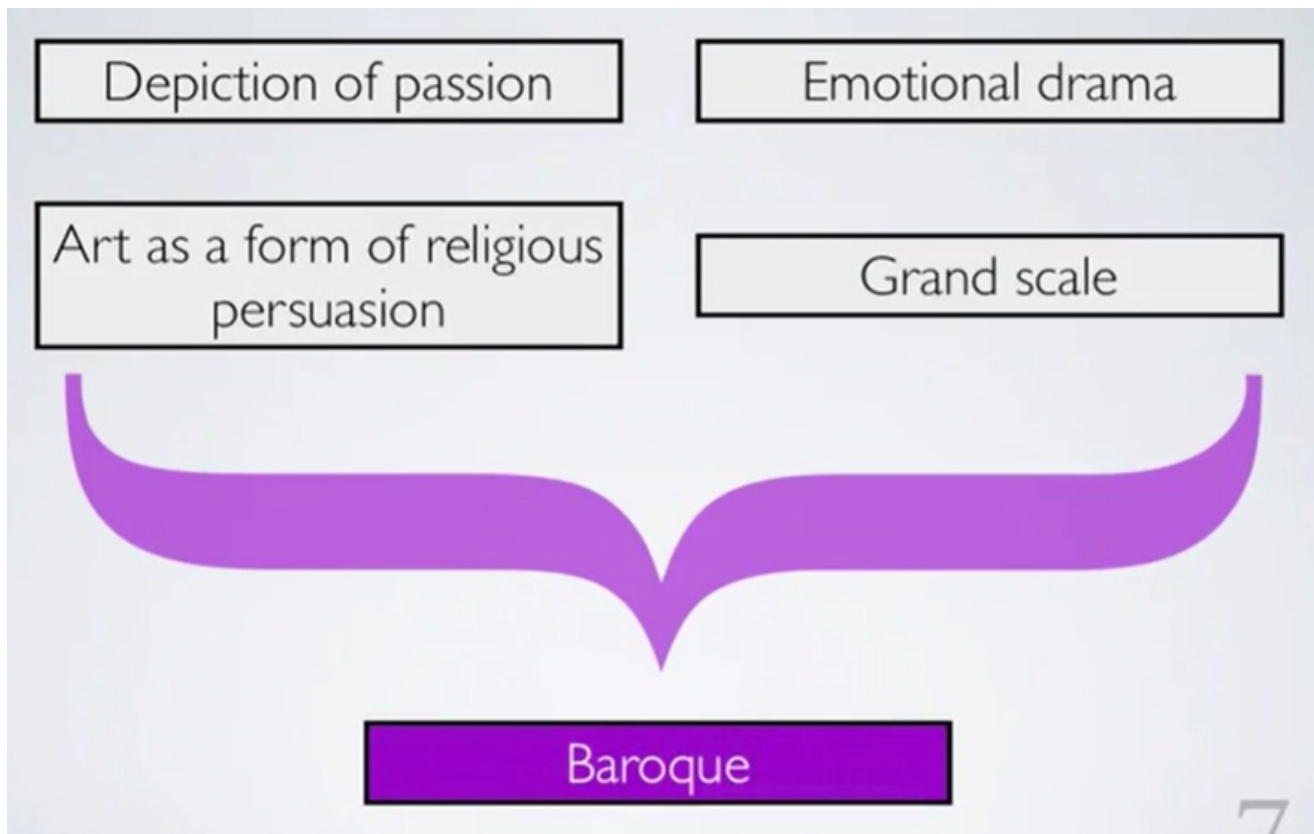 Depiction of passion
Emotional drama
Art as a form of religious
persuasion
Grand scale
Baroque
7